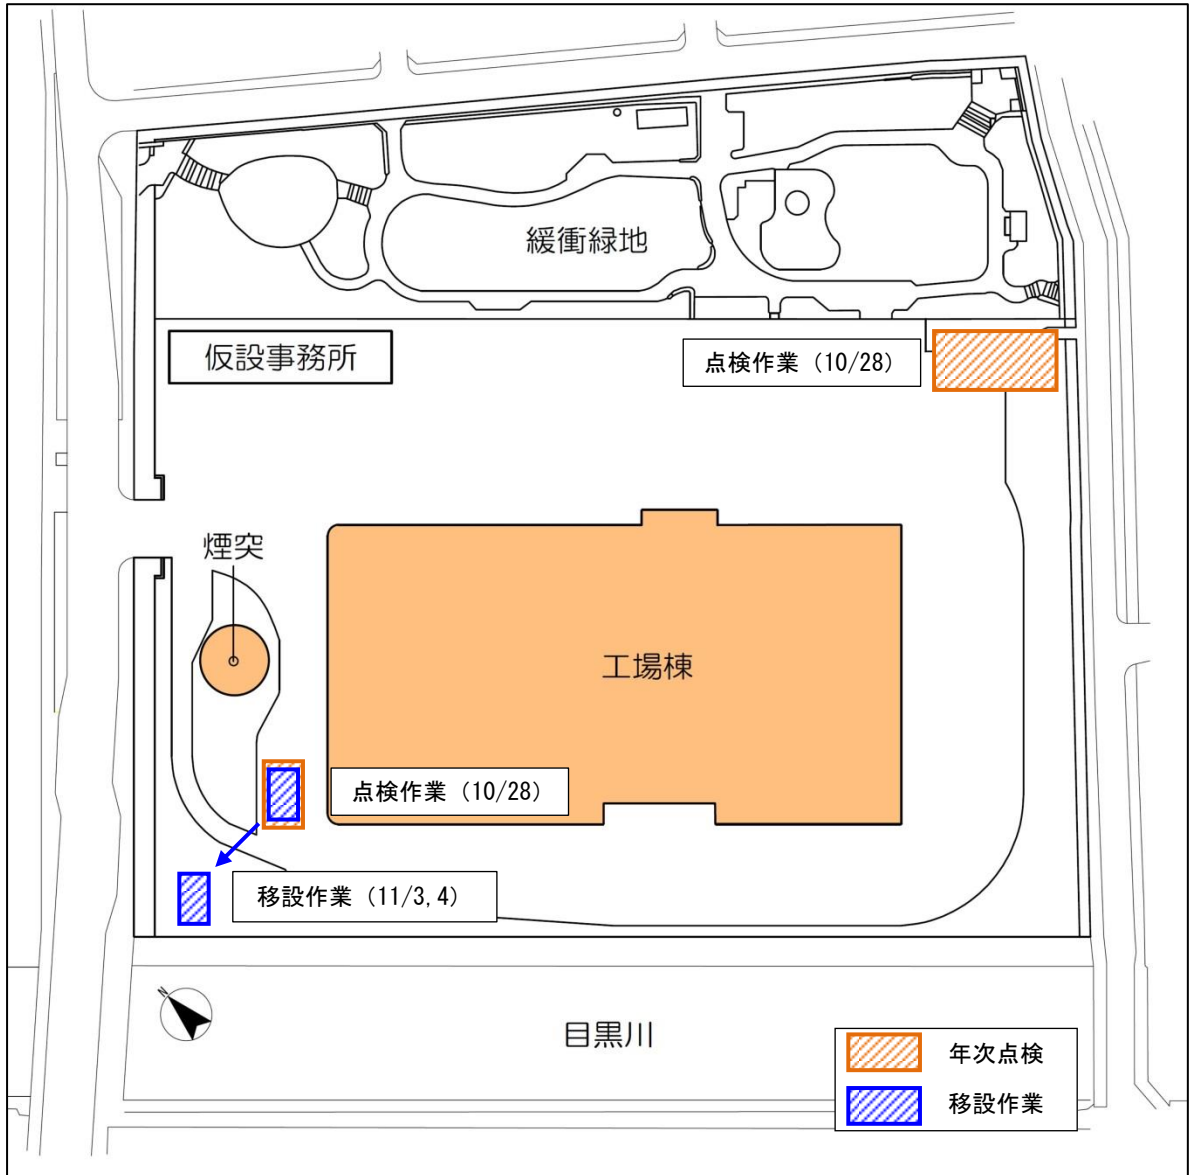 緩衝緑地
仮設事務所
点検作業（10/28）
煙突
工場棟
点検作業（10/28）
移設作業（11/3,4）
N
目黒川
年次点検
移設作業